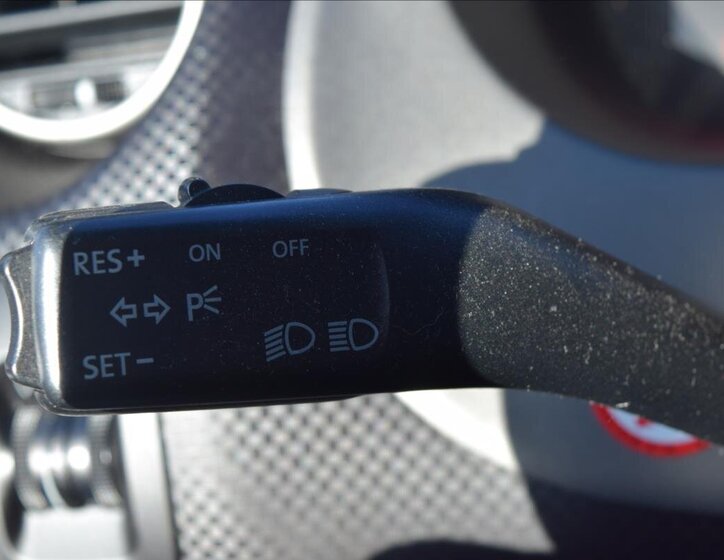 RES+ ON OFF
P
SET−